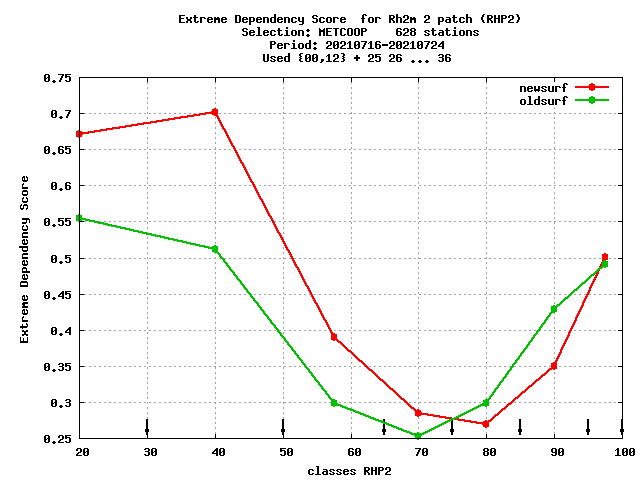 Extreme Dependency Score  for Rh2m 2 patch (RHP2)
Selection: METCOOP    628 stations
Period: 20210716-20210724
Used {00,12} + 25 26 ... 36
newsurf
oldsurf
0.75
0.7
0.65
0.6
0.55
0.5
0.45
0.4
0.35
0.3
0.25
Extreme Dependency Score
20 30 40 50 60 70 80 90 100
classes RHP2